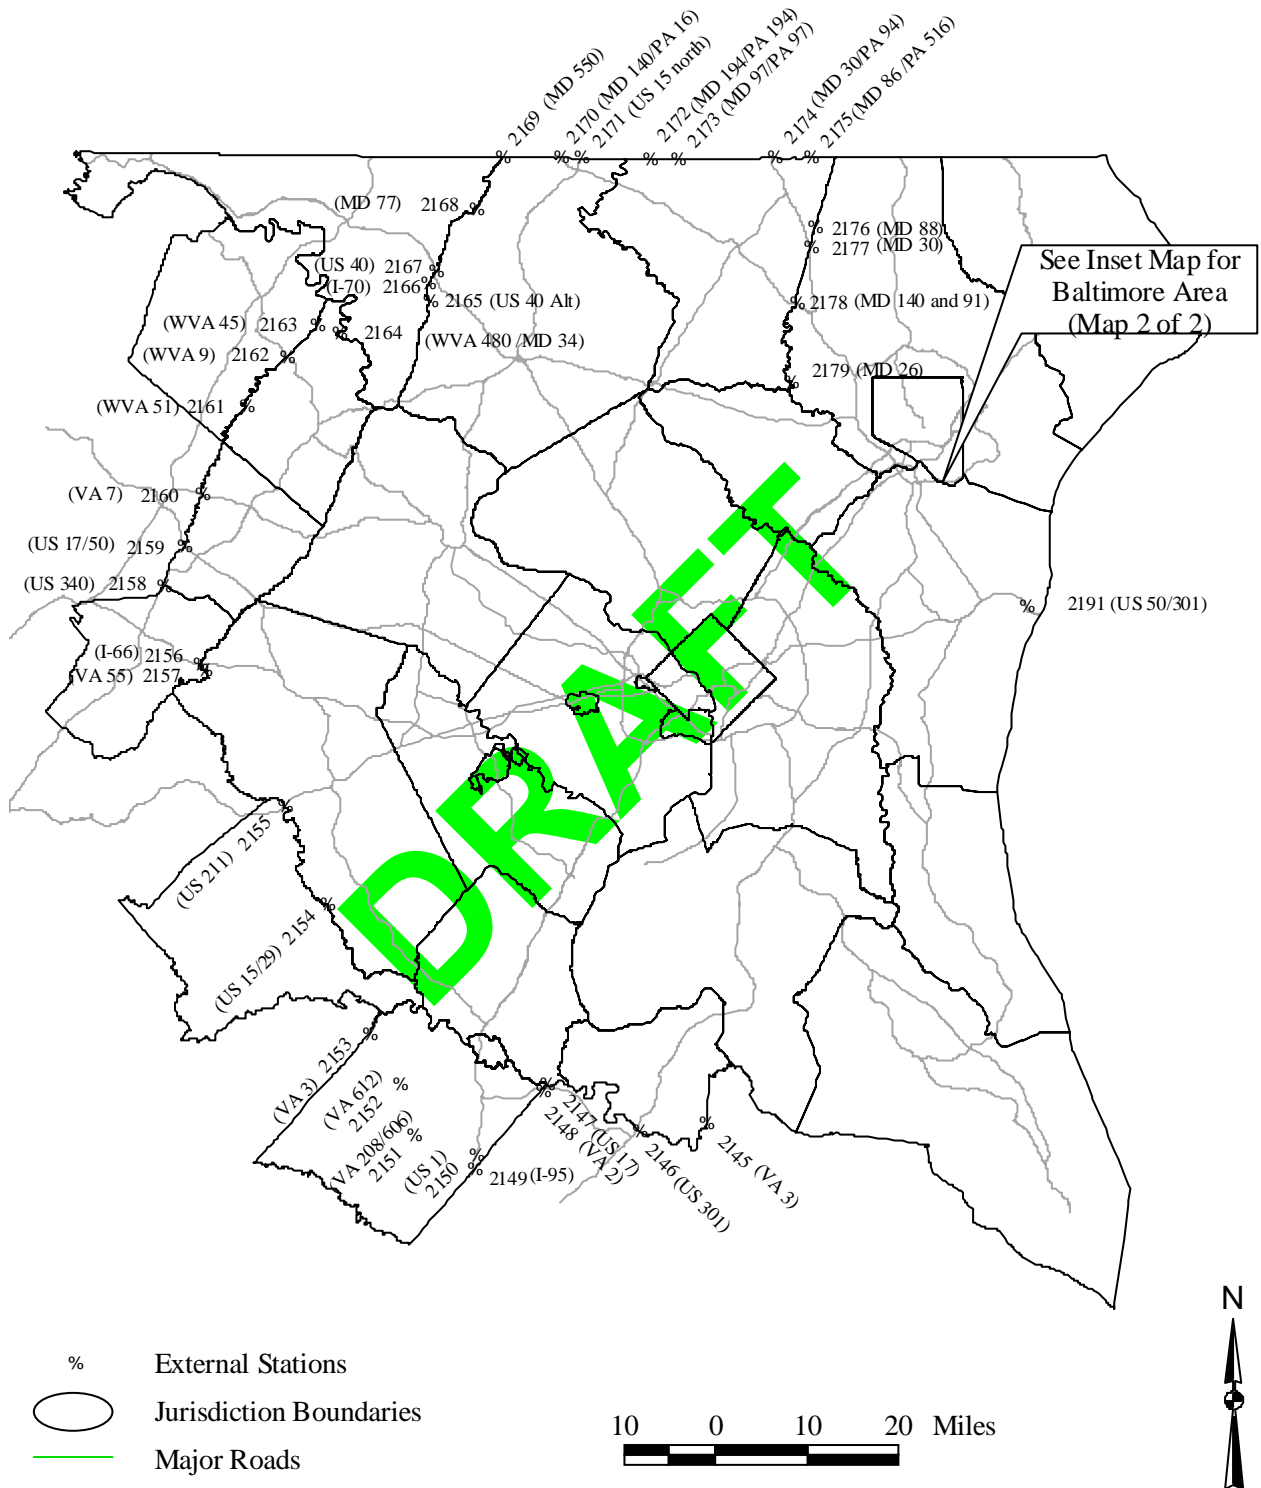 2169 (MD 550)
2170 (MD 140/PA 16)
2171 (US 15 north)
2172 (MD 194/PA 194)
2173 (MD 97/PA 97)
2174 (MD 30/PA 94)
2175 (MD 86 /PA 516)
(MD 77) 2168
2176 (MD 88)
2177 (MD 30)
See Inset Map for
Baltimore Area
(Map 2 of 2)
(US 40) 2167
(I-70) 2166
2165 (US 40 Alt)
2178 (MD 140 and 91)
(WVA 45) 2163
2164
(WVA 480 /MD 34)
(WVA 9) 2162
2179 (MD 26)
(WVA 51) 2161
(VA 7) 2160
(US 17/50) 2159
(US 340) 2158
2191 (US 50/301)
(I-66) 2156
(VA 55) 2157
DRAFT
(US 211) 2155
(US 15/29) 2154
(VA 3) 2153
(VA 612)
2152
(VA 208/606)
2151
(US 1)
2150
2149 (I-95)
2147 (US 17)
2148 (VA 2)
2146 (US 301)
2145 (VA 3)
N
% External Stations
Jurisdiction Boundaries
Major Roads
10 0 10 20 Miles